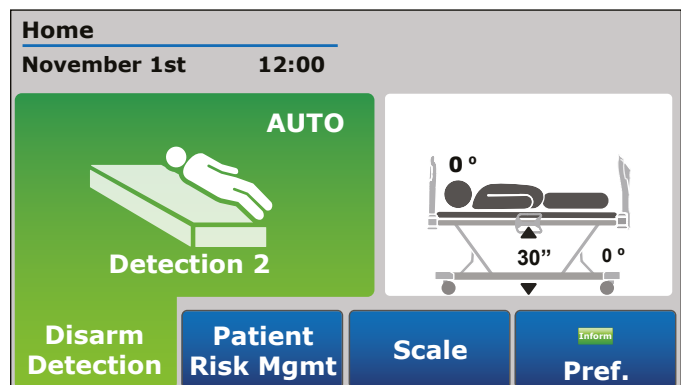 Home
November 1st 12:00
AUTO
Detection 2
0 º
30” 0 º
Disarm
Detection
Patient
Risk Mgmt
Scale
Inform
Pref.